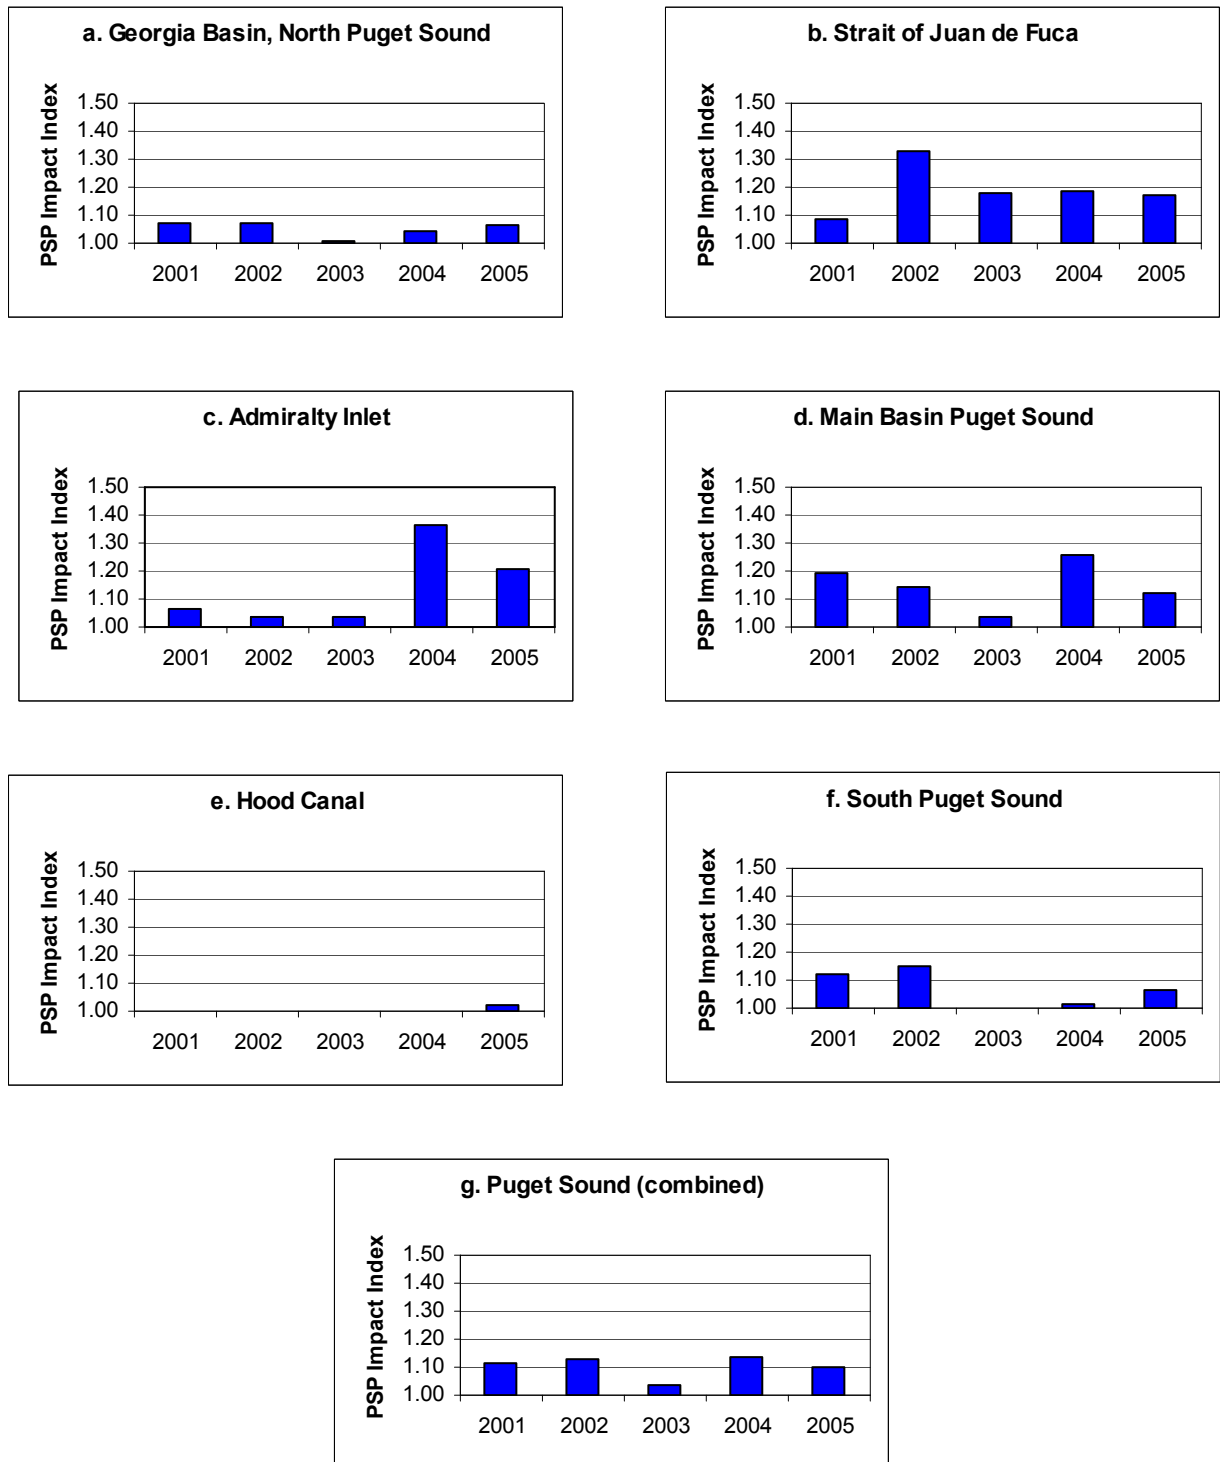 a. Georgia Basin, North Puget Sound
PSP Impact Index
1.50
1.40
1.30
1.20
1.10
1.00
2001 2002 2003 2004 2005
b. Strait of Juan de Fuca
PSP Impact Index
1.50
1.40
1.30
1.20
1.10
1.00
2001 2002 2003 2004 2005
c. Admiralty Inlet
PSP Impact Index
1.50
1.40
1.30
1.20
1.10
1.00
2001 2002 2003 2004 2005
d. Main Basin Puget Sound
PSP Impact Index
1.50
1.40
1.30
1.20
1.10
1.00
2001 2002 2003 2004 2005
e. Hood Canal
PSP Impact Index
1.50
1.40
1.30
1.20
1.10
1.00
2001 2002 2003 2004 2005
f. South Puget Sound
PSP Impact Index
1.50
1.40
1.30
1.20
1.10
1.00
2001 2002 2003 2004 2005
g. Puget Sound (combined)
PSP Impact Index
1.50
1.40
1.30
1.20
1.10
1.00
2001 2002 2003 2004 2005